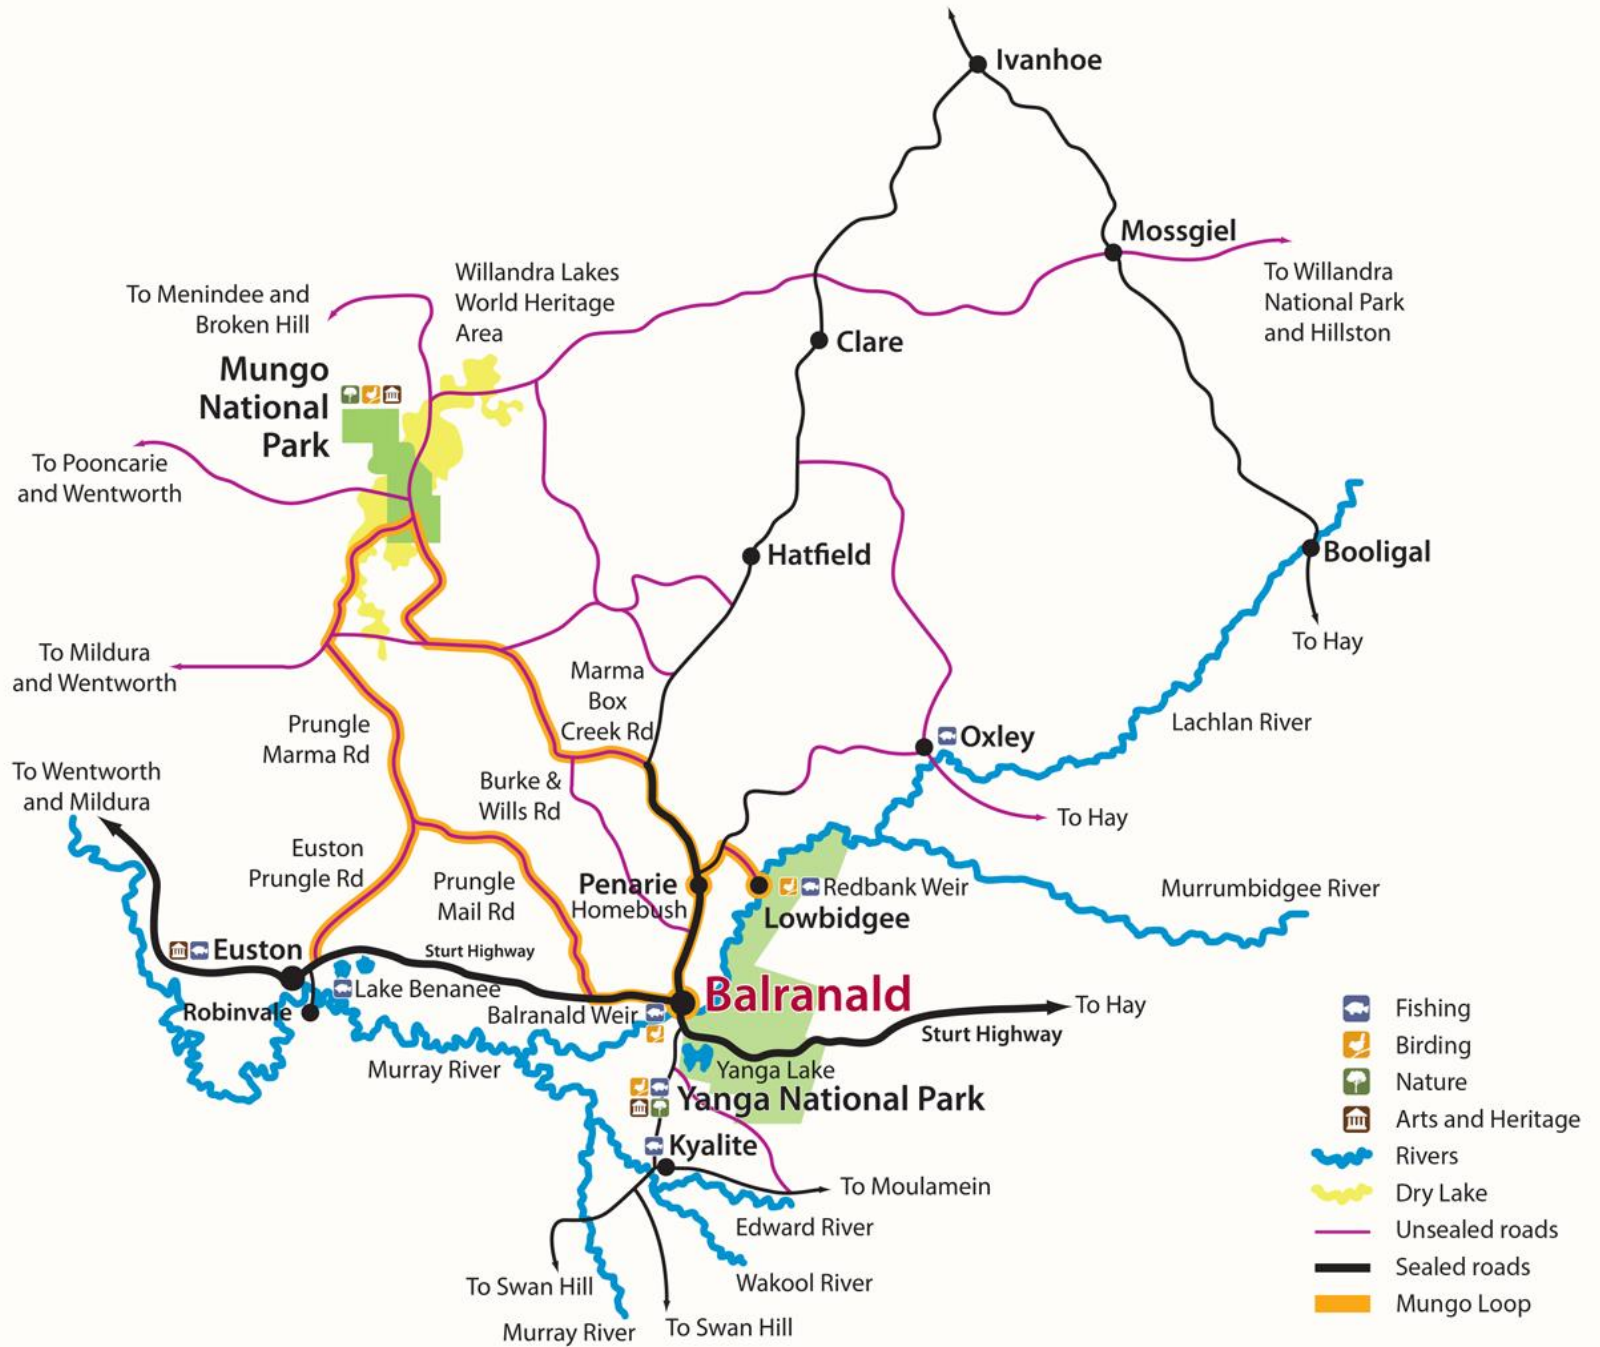 Ivanhoe
Mossgiel
To Willandra
National Park
and Hillston
Willandra Lakes
World Heritage
Area
To Menindee and
Broken Hill
Clare
Mungo
National
Park
To Pooncarie
and Wentworth
Hatfield
Booligal
To Hay
To Mildura
and Wentworth
Marma
Box
Creek Rd
Prungle
Marma Rd
Lachlan River
Oxley
To Wentworth
and Mildura
Burke &
Wills Rd
To Hay
Euston
Prungle Rd
Prungle
Mail Rd
Penarie
Homebush
Redbank Weir
Lowbidgee
Murrumbidgee River
Euston
Sturt Highway
Lake Benanee
Robinvale
Balranald Weir
Balranald
To Hay
Sturt Highway
Murray River
Yanga Lake
Yanga National Park
Kyalite
To Moulamein
Edward River
Wakool River
To Swan Hill
Murray River
To Swan Hill
Fishing
Birding
Nature
Arts and Heritage
Rivers
Dry Lake
Unsealed roads
Sealed roads
Mungo Loop